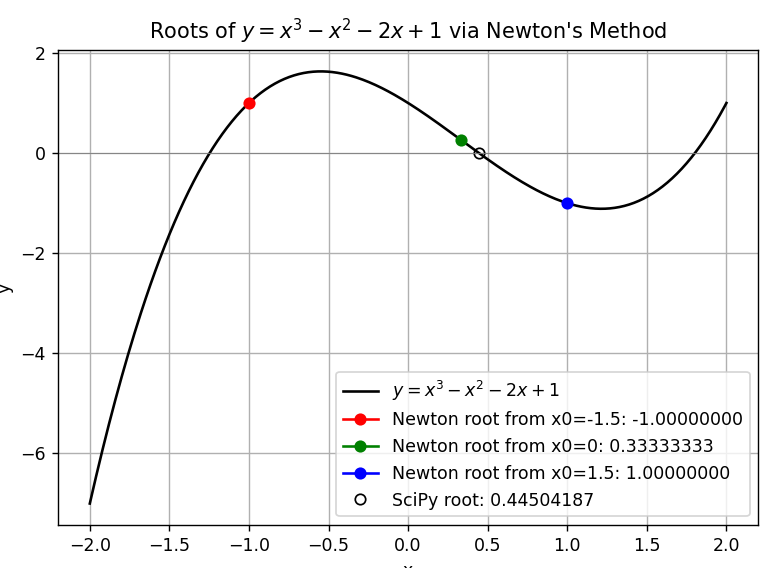 Roots of y = x³ − x² − 2x + 1 via Newton's Method
2
0
−2
−4
−6
y
y = x³ − x² − 2x + 1
Newton root from x0=-1.5: -1.00000000
Newton root from x0=0: 0.33333333
Newton root from x0=1.5: 1.00000000
SciPy root: 0.44504187
−2.0 −1.5 −1.0 −0.5 0.0 0.5 1.0 1.5 2.0
x